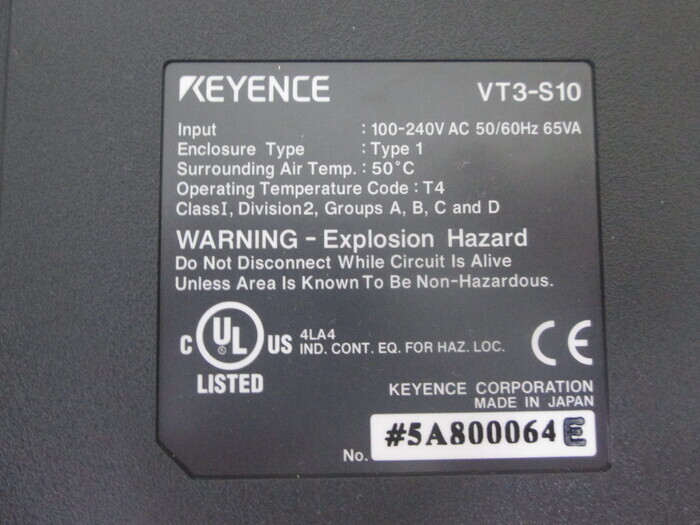 KEYENCE VT3-S10
Input : 100-240V AC 50/60Hz 65VA
Enclosure Type : Type 1
Surrounding Air Temp. : 50°C
Operating Temperature Code : T4
ClassI, Division2, Groups A, B, C and D
WARNING - Explosion Hazard
Do Not Disconnect While Circuit Is Alive
Unless Area Is Known To Be Non-Hazardous.
C UL ® US LISTED
4LA4
IND. CONT. EQ. FOR HAZ. LOC.
CE
KEYENCE CORPORATION
MADE IN JAPAN
No. #5A800064E